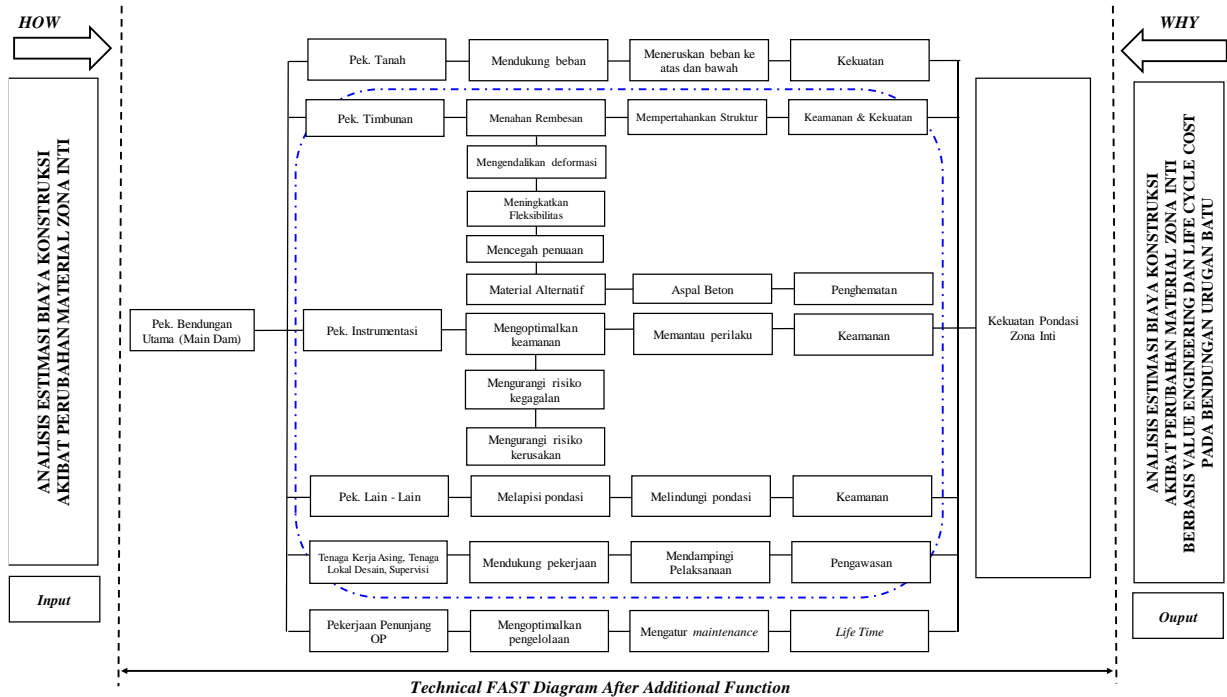 HOW
WHY
ANALISIS ESTIMASI BIAYA KONSTRUKSI
AKIBAT PERUBAHAN MATERIAL ZONA INTI
Input
Pek. Bendungan
Utama (Main Dam)
Pek. Tanah
Mendukung beban
Meneruskan beban ke
atas dan bawah
Kekuatan
Pek. Timbunan
Menahan Rembesan
Mempertahankan Struktur
Keamanan & Kekuatan
Mengendalikan deformasi
Meningkatkan
Fleksibilitas
Mencegah penuaan
Material Alternatif
Aspal Beton
Penghematan
Pek. Instrumentasi
Mengoptimalkan
keamanan
Memantau perilaku
Keamanan
Mengurangi risiko
kegagalan
Mengurangi risiko
kerusakan
Pek. Lain - Lain
Melapisi pondasi
Melindungi pondasi
Keamanan
Tenaga Kerja Asing, Tenaga
Lokal Desain, Supervisi
Mendukung pekerjaan
Mendampingi
Pelaksanaan
Pengawasan
Pekerjaan Penunjang
OP
Mengoptimalkan
pengelolaan
Mengatur maintenance
Life Time
Kekuatan Pondasi
Zona Inti
ANALISIS ESTIMASI BIAYA KONSTRUKSI
AKIBAT PERUBAHAN MATERIAL ZONA INTI
BERBASIS VALUE ENGINEERING DAN LIFE CYCLE COST
PADA BENDUNGAN URUGAN BATU
Ouput
Technical FAST Diagram After Additional Function